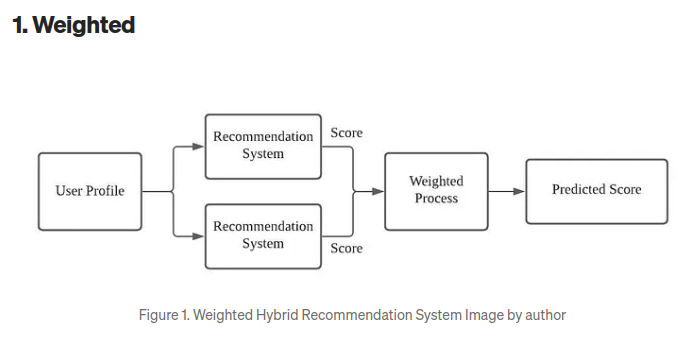 1. Weighted
Recommendation
System
Score
User Profile
Weighted
Process
Predicted Score
Recommendation
System
Score
Figure 1. Weighted Hybrid Recommendation System Image by author